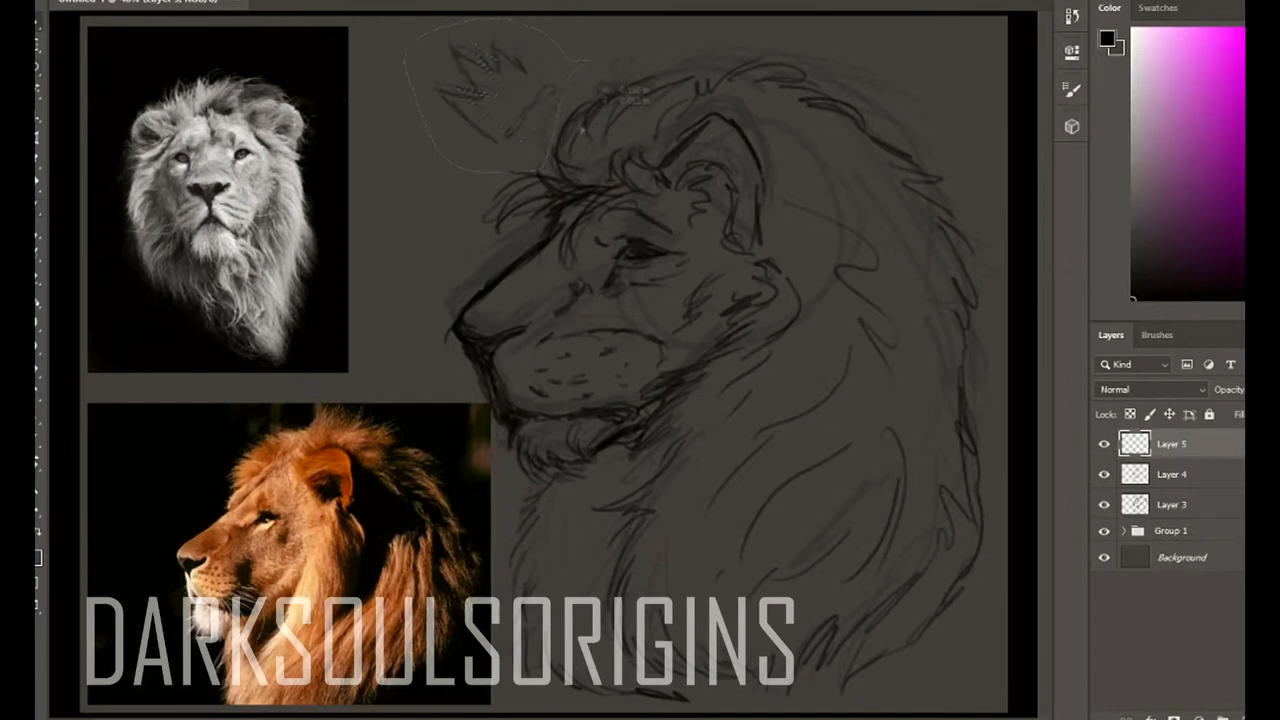 Color Swatches
Layers Brushes
Kind
Normal Opacity
Lock:
Layer 5
Layer 4
Layer 3
Group 1
Background
DARKSOULSORIGINS